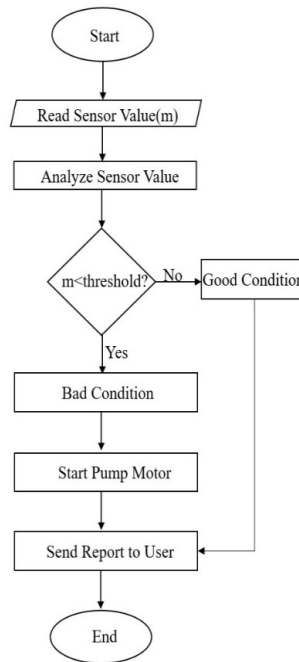 Start
Read Sensor Value(m)
Analyze Sensor Value
m<threshold?
No
Good Condition
Yes
Bad Condition
Start Pump Motor
Send Report to User
End